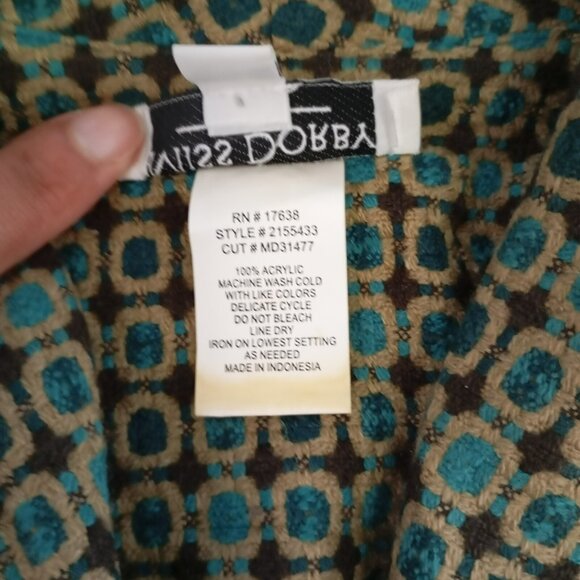 MISS DORBY
RN # 17638
STYLE # 2155433
CUT # MD31477
100% ACRYLIC
MACHINE WASH COLD
WITH LIKE COLORS
DELICATE CYCLE
DO NOT BLEACH
LINE DRY
IRON ON LOWEST SETTING
AS NEEDED
MADE IN INDONESIA